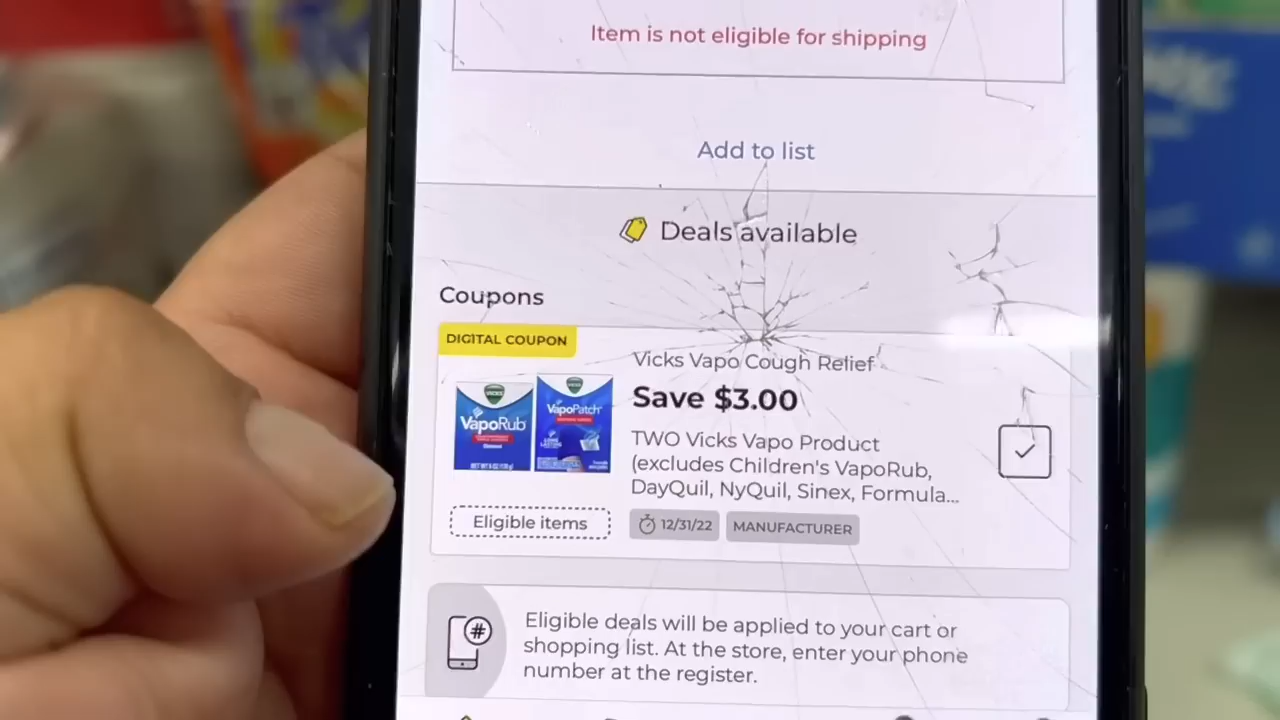 Item is not eligible for shipping
Add to list
Deals available
Coupons
DIGITAL COUPON
Vicks Vapo Cough Relief
Save $3.00
VICKS
VapoRub
VICKS
VapoPatch
TWO Vicks Vapo Product
(excludes Children's VapoRub,
DayQuil, NyQuil, Sinex, Formula...
Eligible items
12/31/22
MANUFACTURER
#
Eligible deals will be applied to your cart or
shopping list. At the store, enter your phone
number at the register.